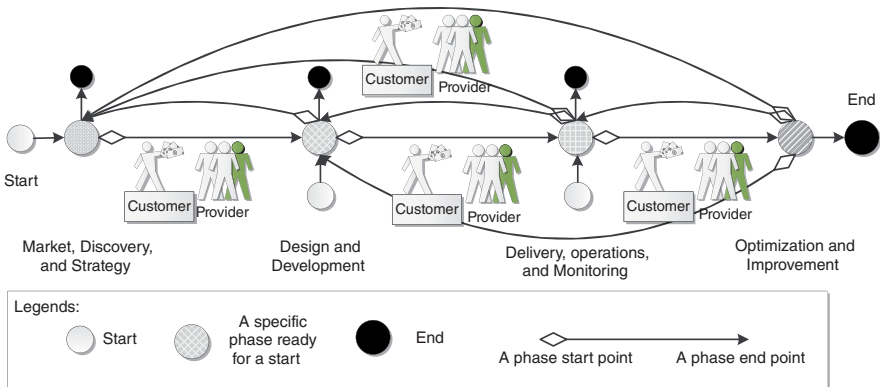 Customer
Provider
End
Start
Customer
Provider
Customer
Provider
Customer
Provider
Market, Discovery,
and Strategy
Design and
Development
Delivery, operations,
and Monitoring
Optimization and
Improvement
Legends:
Start
A specific
phase ready
for a start
End
A phase start point
A phase end point